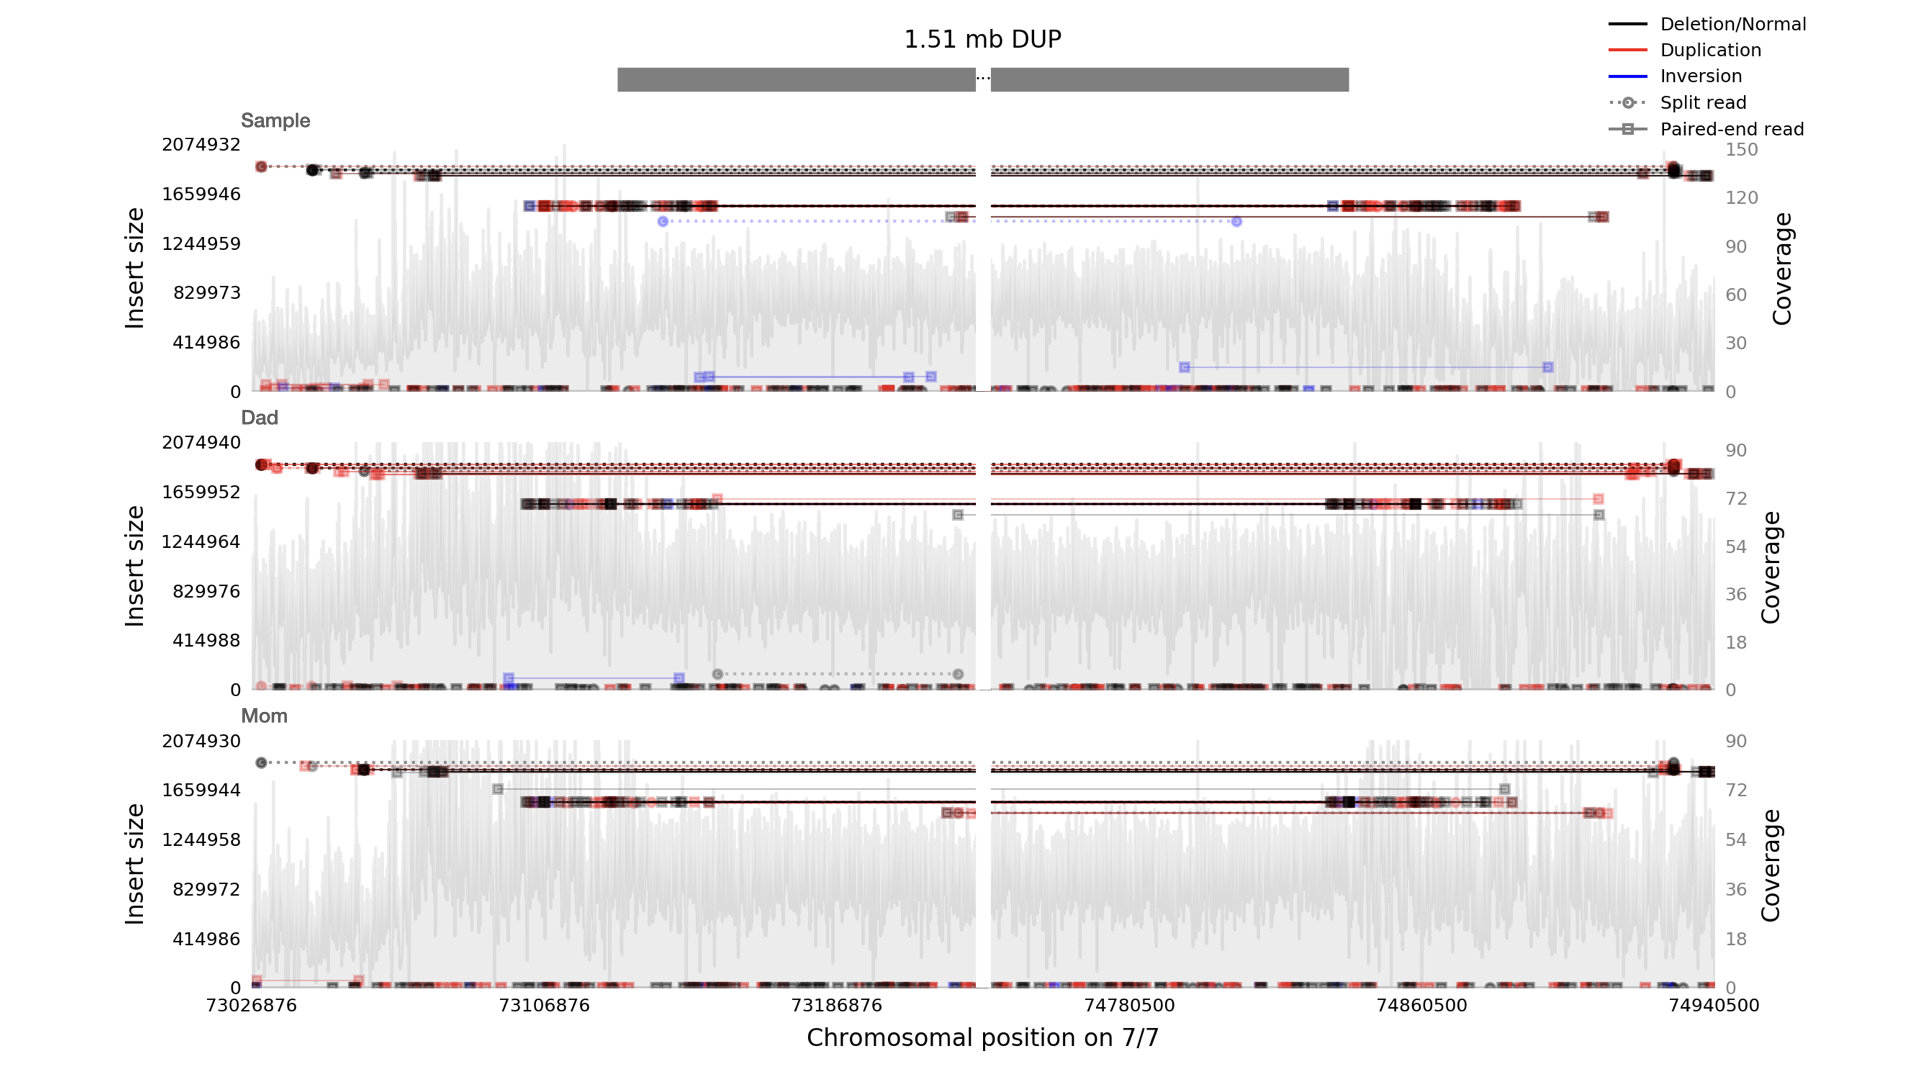 1.51 mb DUP
...
Deletion/Normal
Duplication
Inversion
Split read
Paired-end read
Sample
2074932
1659946
1244959
829973
414986
0
Insert size
150
120
90
60
30
0
Coverage
Dad
2074940
1659952
1244964
829976
414988
0
Insert size
90
72
54
36
18
0
Coverage
Mom
2074930
1659944
1244958
829972
414986
0
Insert size
90
72
54
36
18
0
Coverage
73026876 73106876 73186876 74780500 74860500 74940500
Chromosomal position on 7/7